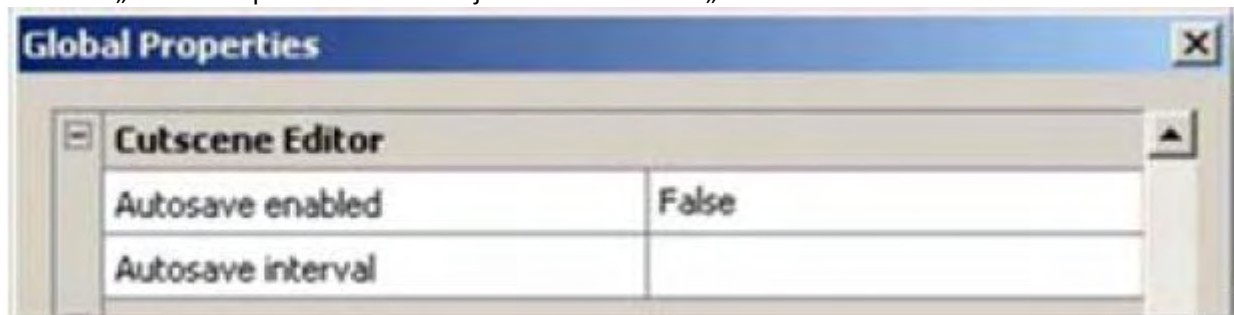 Global Properties
Cutscene Editor
Autosave enabled False
Autosave interval